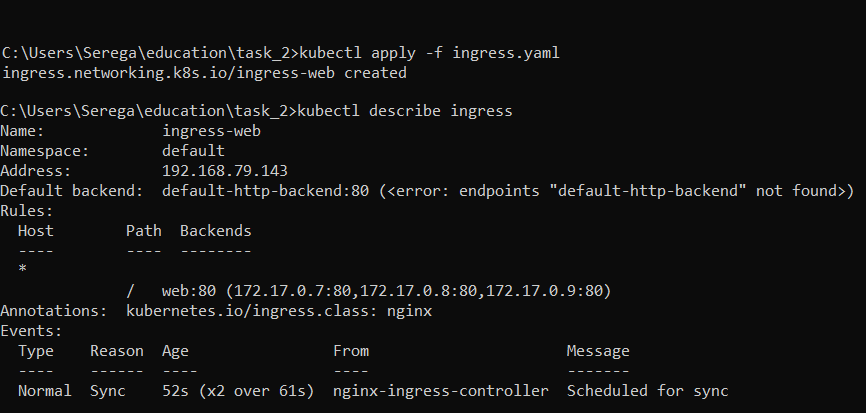 C:\Users\Serega\education\task_2>kubectl apply -f ingress.yaml
ingress.networking.k8s.io/ingress-web created
C:\Users\Serega\education\task_2>kubectl describe ingress
Name:             ingress-web
Namespace:        default
Address:          192.168.79.143
Default backend:  default-http-backend:80 (<error: endpoints "default-http-backend" not found>)
Rules:
  Host        Path  Backends
  ----        ----  --------
  *
              /   web:80 (172.17.0.7:80,172.17.0.8:80,172.17.0.9:80)
Annotations:  kubernetes.io/ingress.class: nginx
Events:
  Type    Reason  Age                From                      Message
  ----    ------  ----               ----                      -------
  Normal  Sync    52s (x2 over 61s)  nginx-ingress-controller  Scheduled for sync